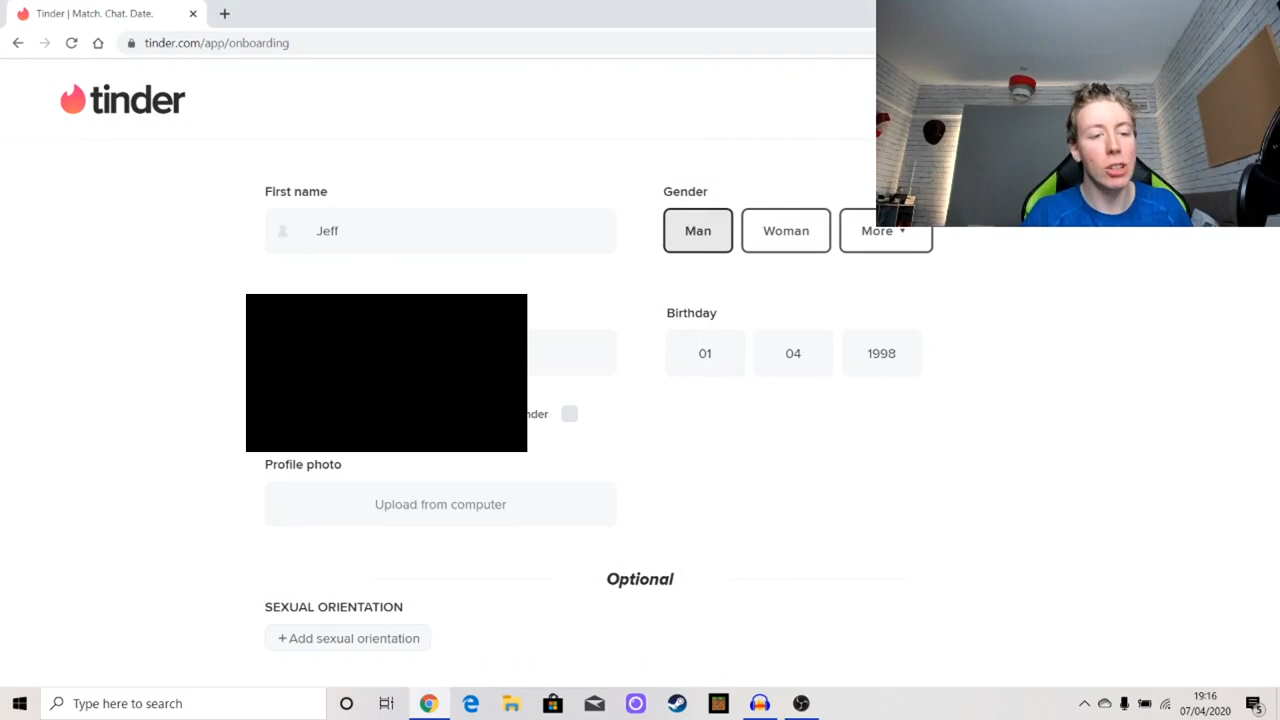 Tinder | Match. Chat. Date.
tinder.com/app/onboarding
tinder
First name
Gender
Jeff
Man
Woman
More
Birthday
01
04
1998
nder
Profile photo
Upload from computer
Optional
SEXUAL ORIENTATION
+ Add sexual orientation
Type here to search
19:16
07/04/2020
5